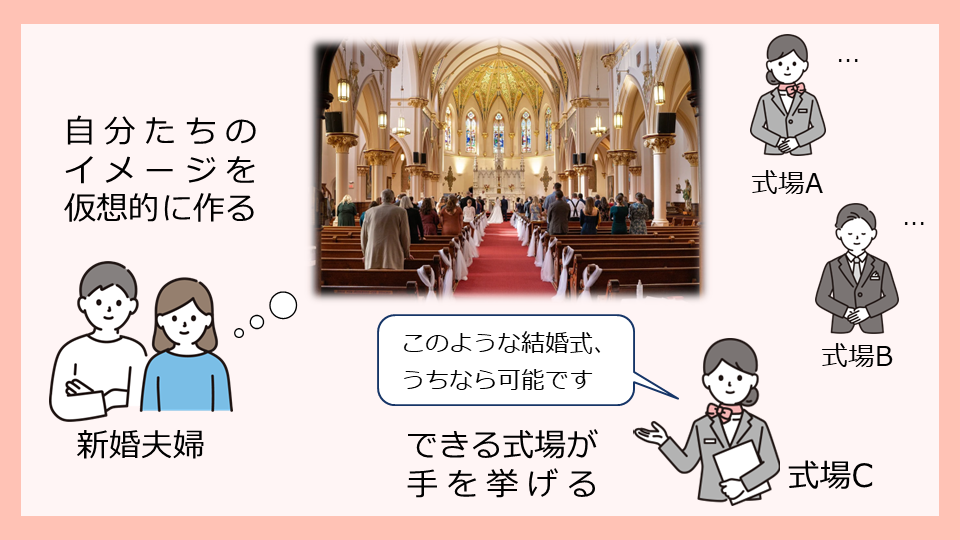 自分たちの
イメージを
仮想的に作る
新婚夫婦
…
式場A
…
式場B
このような結婚式、
うちなら可能です
できる式場が
手を挙げる
式場C